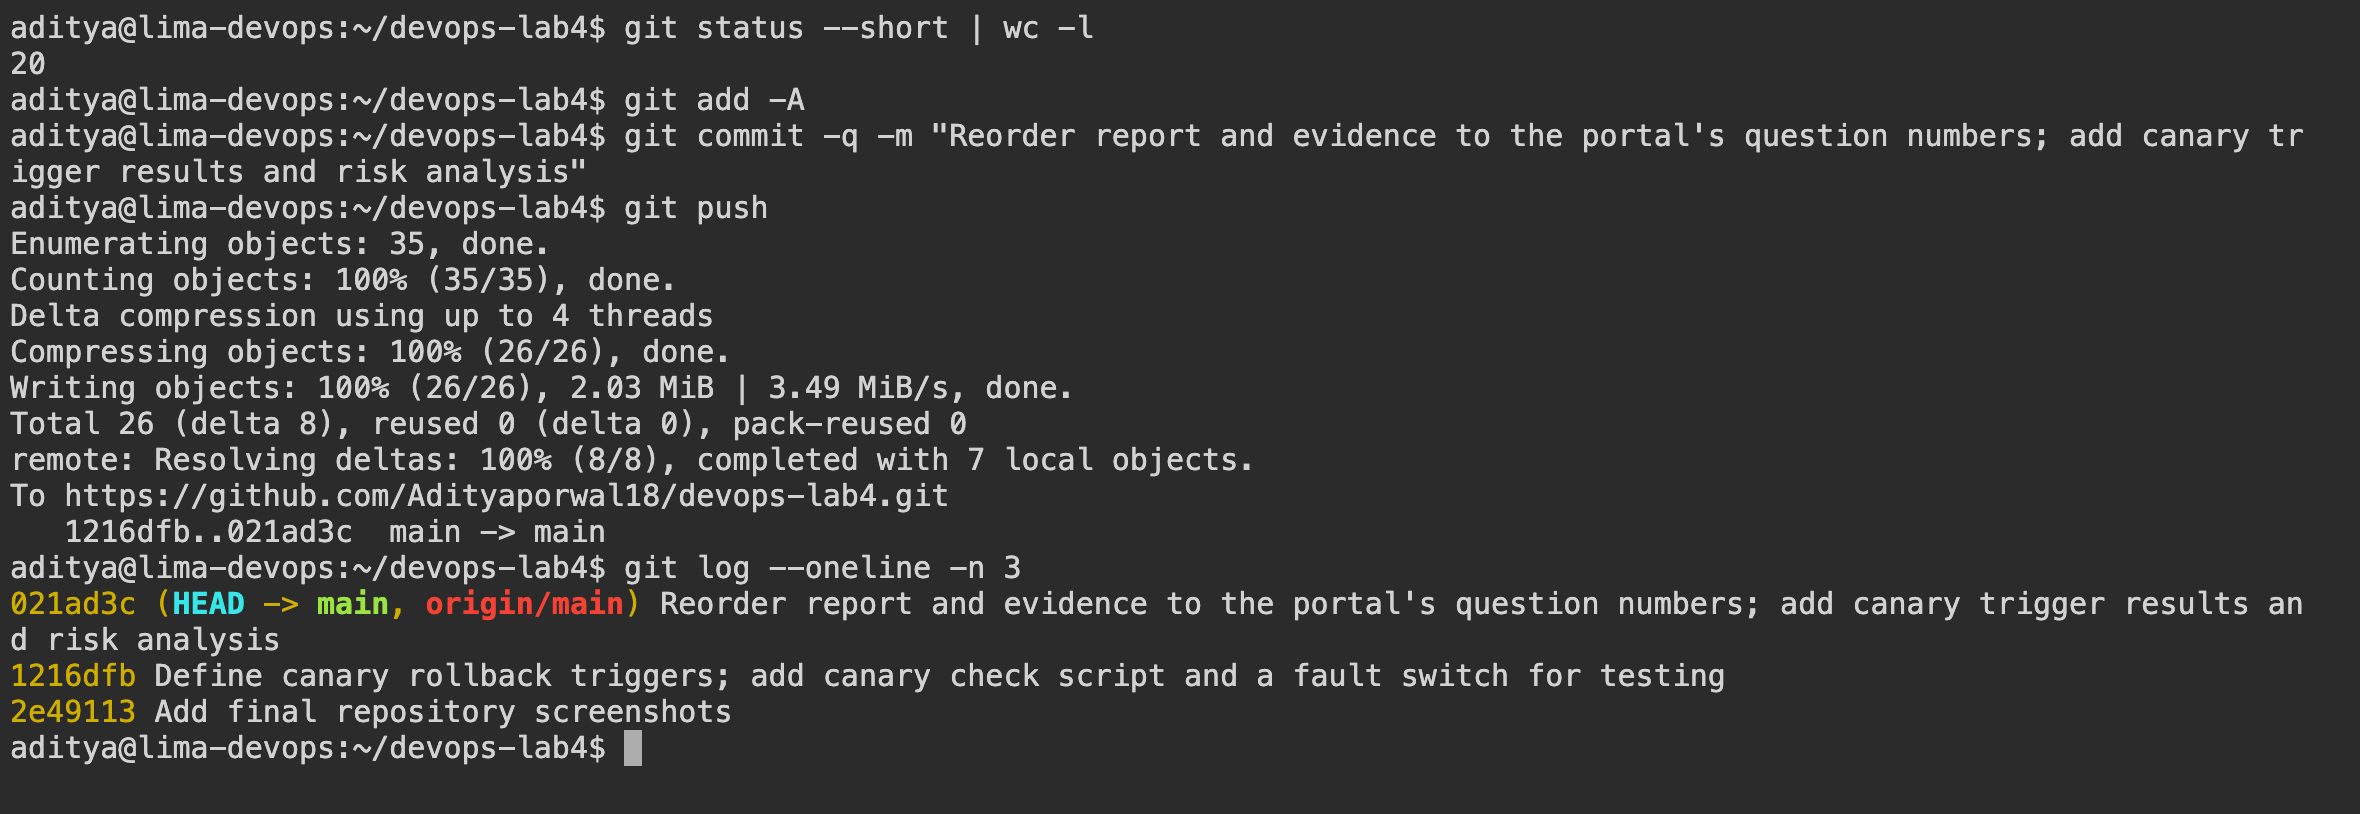 aditya@lima-devops:~/devops-lab4$ git status --short | wc -l
20
aditya@lima-devops:~/devops-lab4$ git add -A
aditya@lima-devops:~/devops-lab4$ git commit -q -m "Reorder report and evidence to the portal's question numbers; add canary tr
igger results and risk analysis"
aditya@lima-devops:~/devops-lab4$ git push
Enumerating objects: 35, done.
Counting objects: 100% (35/35), done.
Delta compression using up to 4 threads
Compressing objects: 100% (26/26), done.
Writing objects: 100% (26/26), 2.03 MiB | 3.49 MiB/s, done.
Total 26 (delta 8), reused 0 (delta 0), pack-reused 0
remote: Resolving deltas: 100% (8/8), completed with 7 local objects.
To https://github.com/Adityaporwal18/devops-lab4.git
   1216dfb..021ad3c  main -> main
aditya@lima-devops:~/devops-lab4$ git log --oneline -n 3
021ad3c (HEAD -> main, origin/main) Reorder report and evidence to the portal's question numbers; add canary trigger results an
d risk analysis
1216dfb Define canary rollback triggers; add canary check script and a fault switch for testing
2e49113 Add final repository screenshots
aditya@lima-devops:~/devops-lab4$